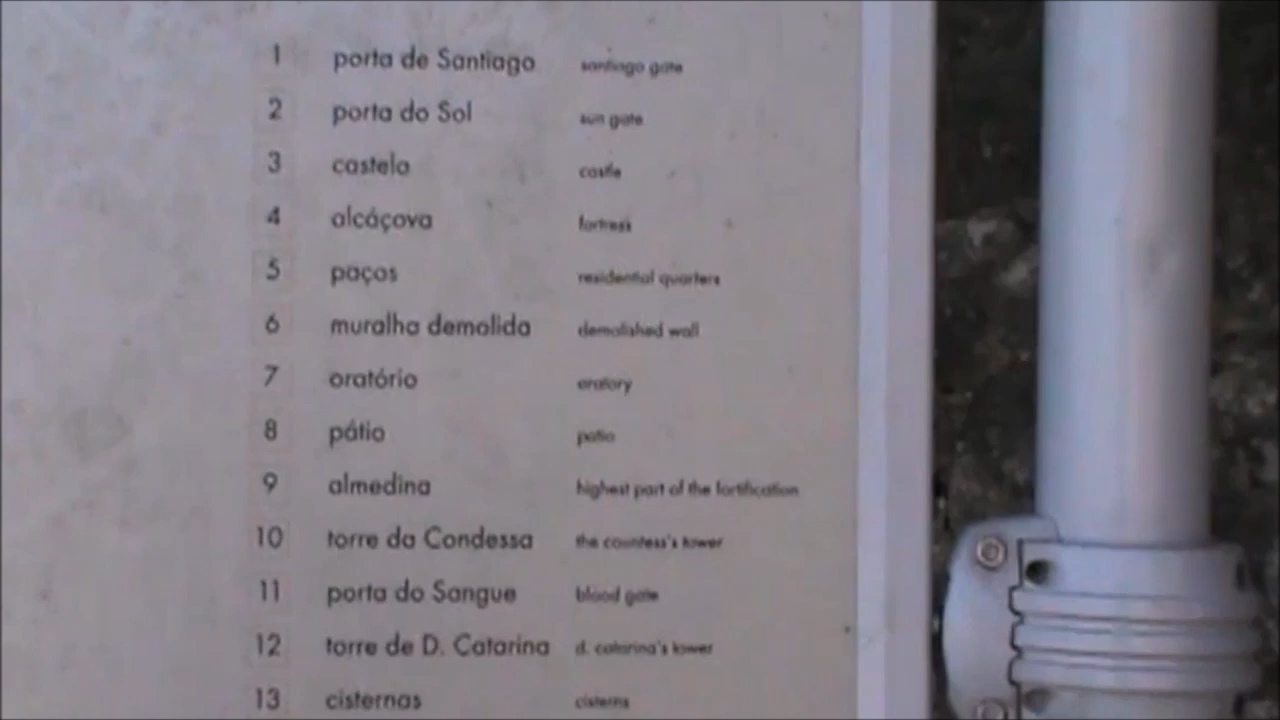 1 porta de Santiago santiago gate
2 porta do Sol sun gate
3 castelo castle
4 alcáçova fortress
5 paços residential quarters
6 muralha demolida demolished wall
7 oratório oratory
8 pátio patio
9 almedina highest part of the fortification
10 torre da Condessa the countess's tower
11 porta do Sangue blood gate
12 torre de D. Catarina d. catarina's tower
13 cisternas cisterns